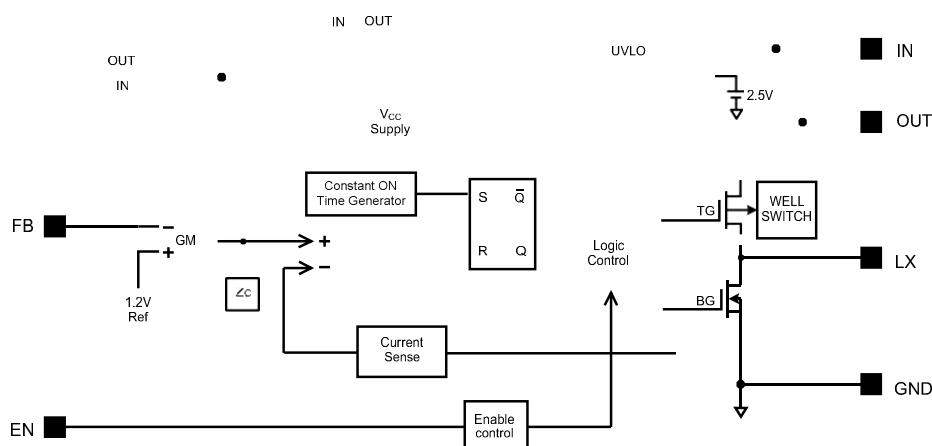 IN OUT
OUT
IN
UVLO
IN
2.5V
OUT
VCC
Supply
Constant ON
Time Generator
S Q̅
R Q
TG
WELL
SWITCH
FB
GM
− +
+ −
1.2V
Ref
Logic
Control
LX
BG
Current
Sense
GND
EN
Enable
control